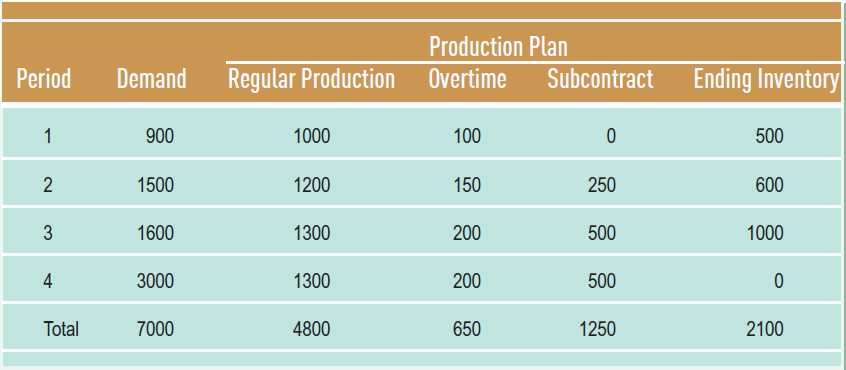 Production Plan
Period Demand Regular Production Overtime Subcontract Ending Inventory
1 900 1000 100 0 500
2 1500 1200 150 250 600
3 1600 1300 200 500 1000
4 3000 1300 200 500 0
Total 7000 4800 650 1250 2100